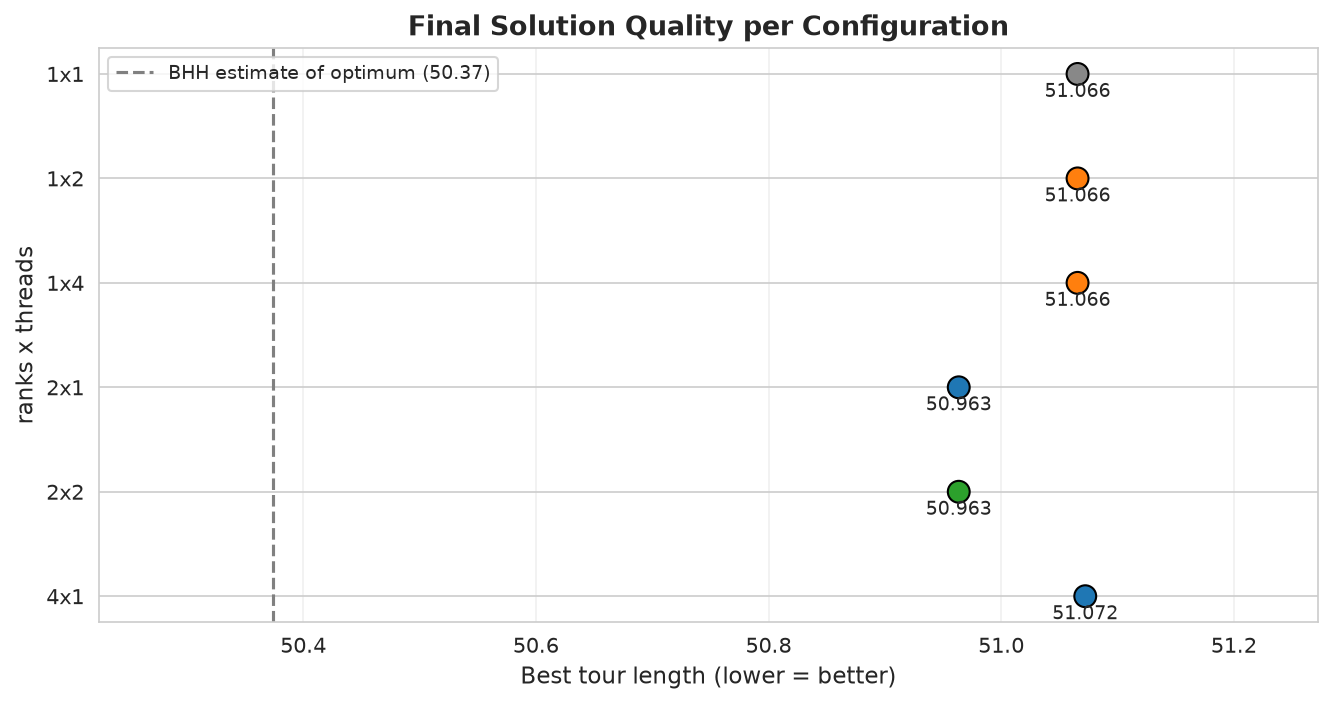 Final Solution Quality per Configuration
BHH estimate of optimum (50.37)
ranks x threads
1x1
51.066
1x2
51.066
1x4
51.066
2x1
50.963
2x2
50.963
4x1
51.072
50.4 50.6 50.8 51.0 51.2
Best tour length (lower = better)